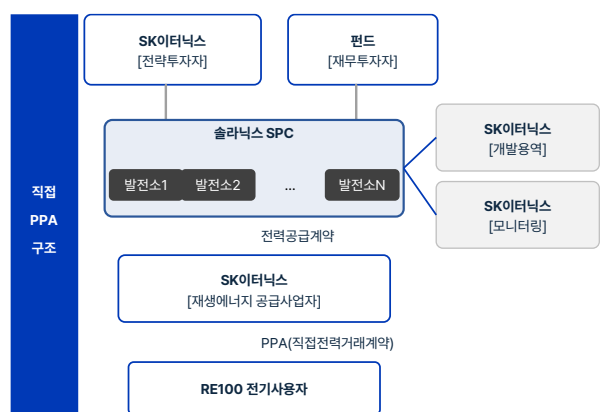 직접
PPA
구조
SK이터닉스
[전략투자자]
펀드
[재무투자자]
솔라닉스 SPC
발전소1
발전소2
...
발전소N
SK이터닉스
[개발용역]
SK이터닉스
[모니터링]
전력공급계약
SK이터닉스
[재생에너지 공급사업자]
PPA(직접전력거래계약)
RE100 전기사용자